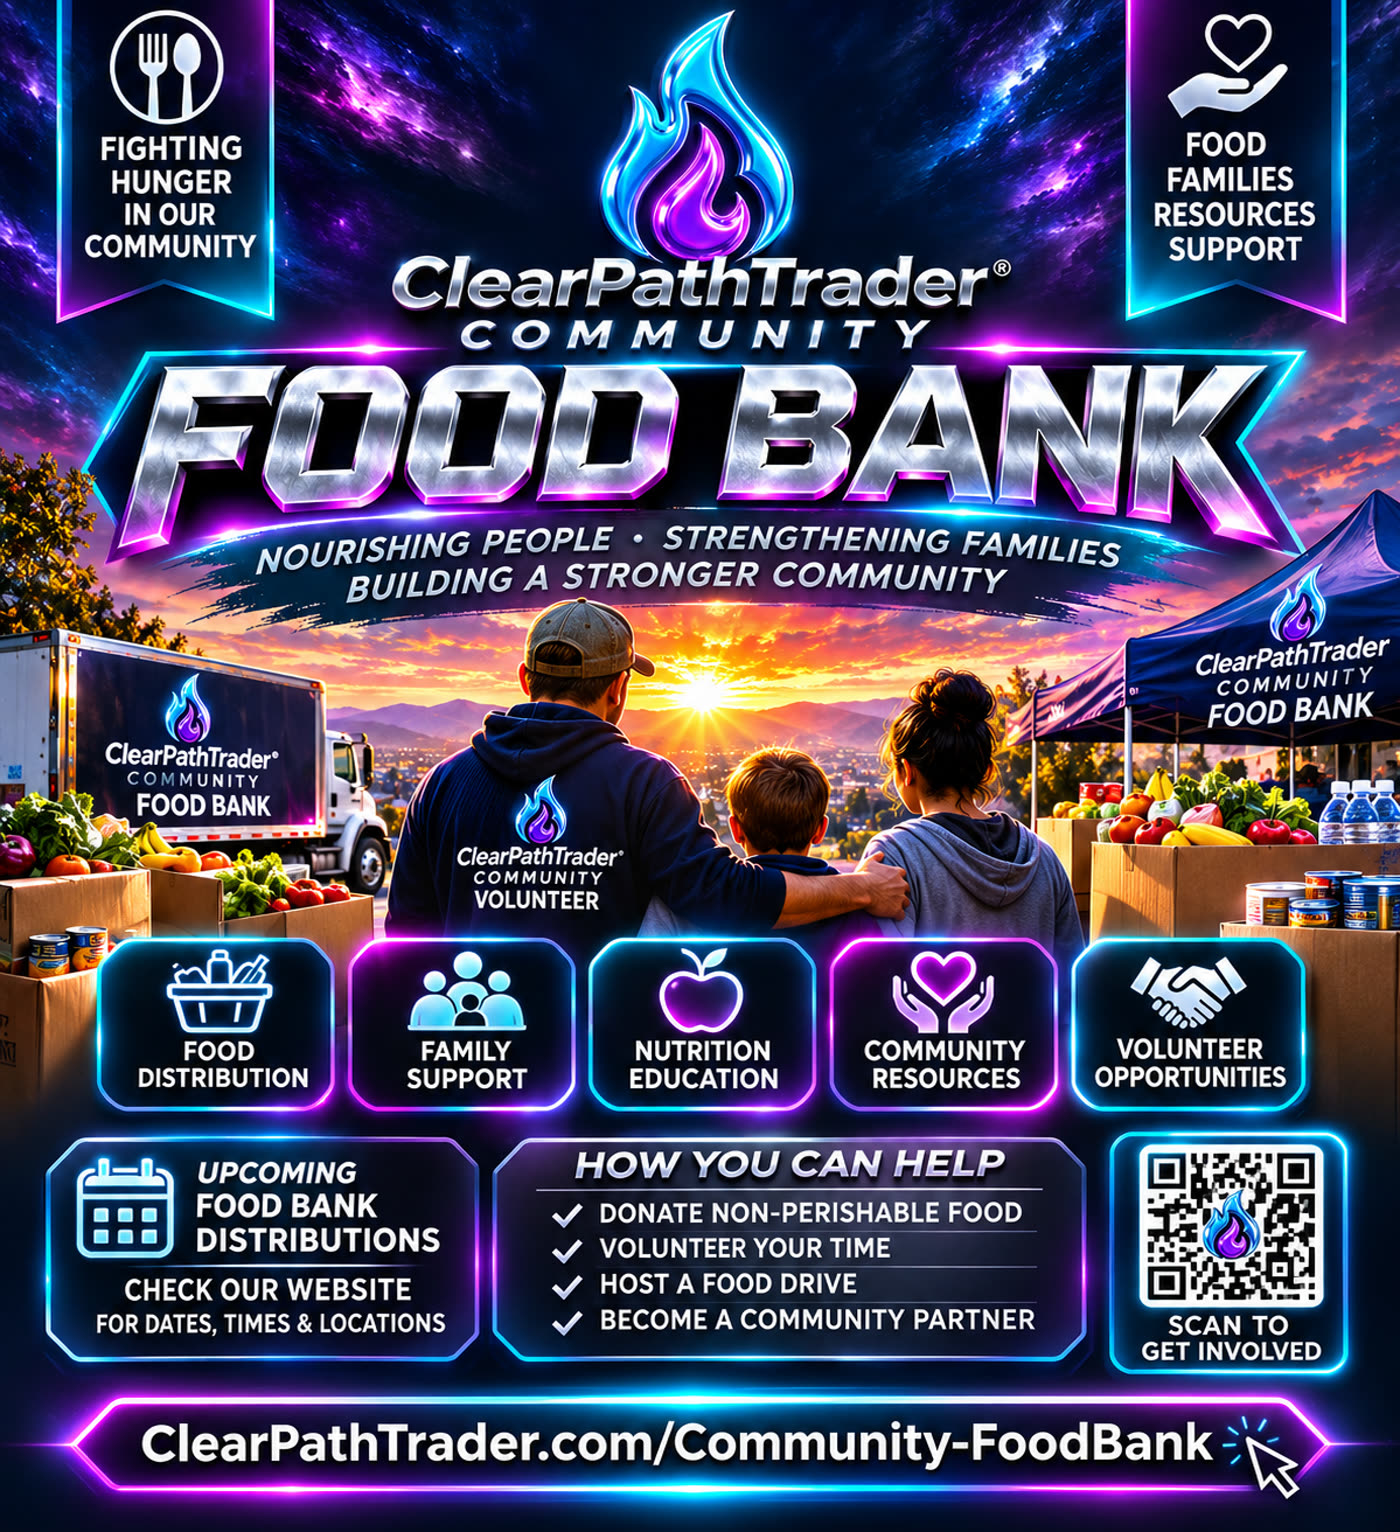 FIGHTING
HUNGER
IN OUR
COMMUNITY
FOOD
FAMILIES
RESOURCES
SUPPORT
ClearPathTrader®
COMMUNITY
FOOD BANK
NOURISHING PEOPLE • STRENGTHENING FAMILIES
BUILDING A STRONGER COMMUNITY
ClearPathTrader®
COMMUNITY
FOOD BANK
ClearPathTrader
COMMUNITY
FOOD BANK
ClearPathTrader®
COMMUNITY
VOLUNTEER
FOOD
DISTRIBUTION
FAMILY
SUPPORT
NUTRITION
EDUCATION
COMMUNITY
RESOURCES
VOLUNTEER
OPPORTUNITIES
UPCOMING
FOOD BANK
DISTRIBUTIONS
CHECK OUR WEBSITE
FOR DATES, TIMES & LOCATIONS
HOW YOU CAN HELP
DONATE NON-PERISHABLE FOOD
VOLUNTEER YOUR TIME
HOST A FOOD DRIVE
BECOME A COMMUNITY PARTNER
SCAN TO
GET INVOLVED
ClearPathTrader.com/Community-FoodBank